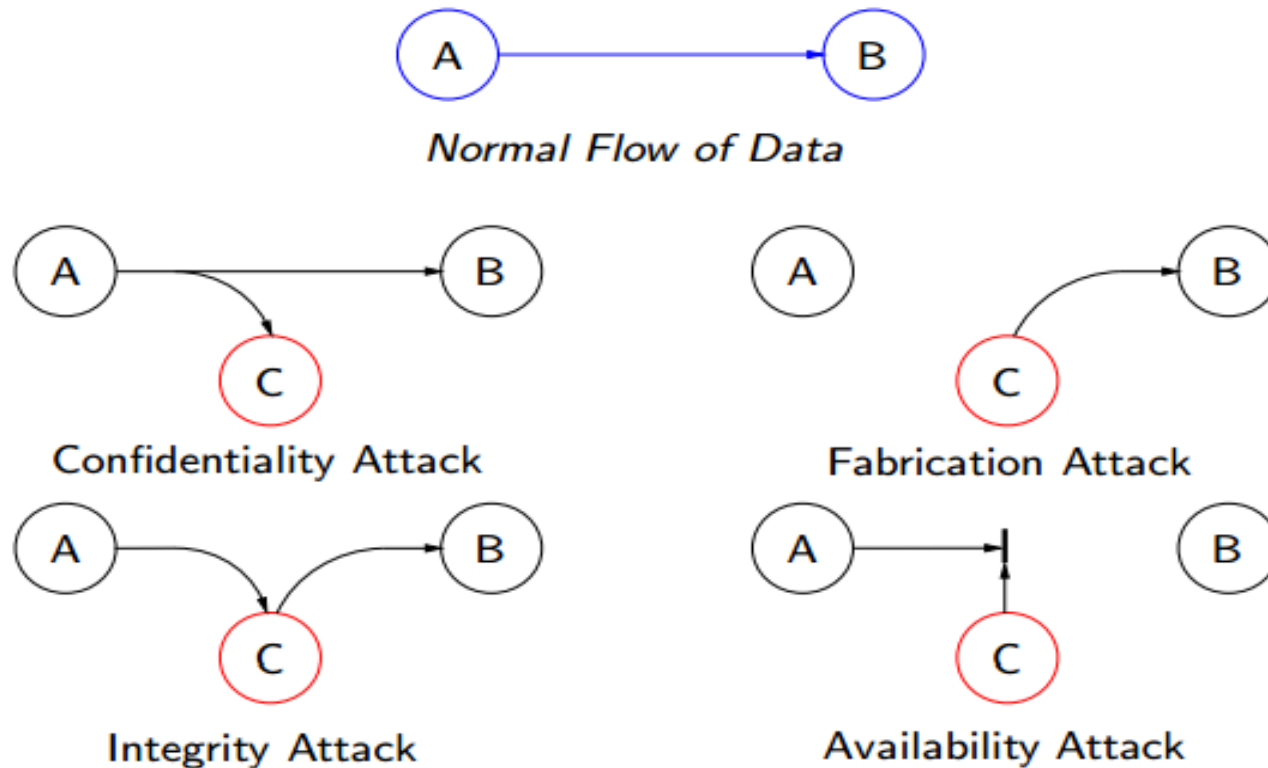 A B
Normal Flow of Data
A B A B
C C
Confidentiality Attack Fabrication Attack
A B A B
C C
Integrity Attack Availability Attack